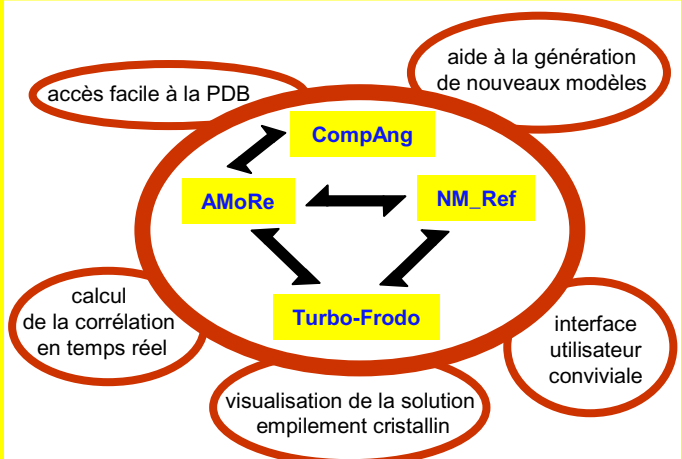 accès facile à la PDB
aide à la génération
de nouveaux modèles
CompAng
AMoRe
NM_Ref
Turbo-Frodo
calcul
de la corrélation
en temps réel
interface
utilisateur
conviviale
visualisation de la solution
empilement cristallin